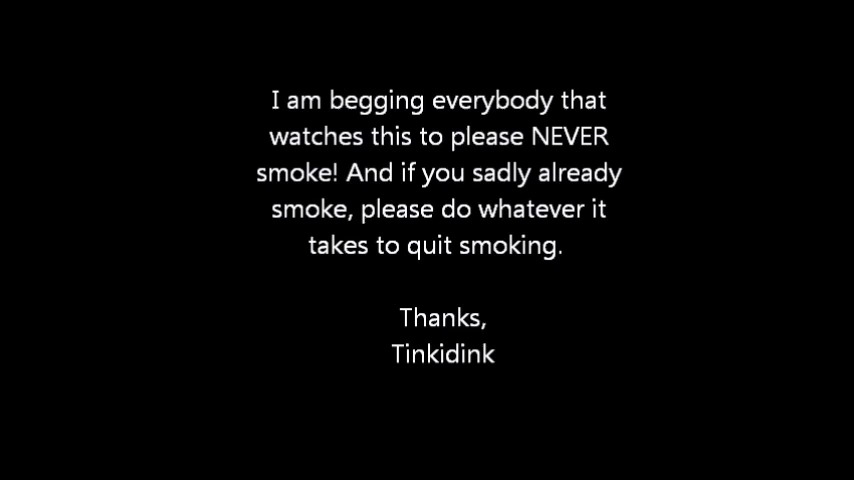 I am begging everybody that
watches this to please NEVER
smoke! And if you sadly already
smoke, please do whatever it
takes to quit smoking.
Thanks,
Tinkidink